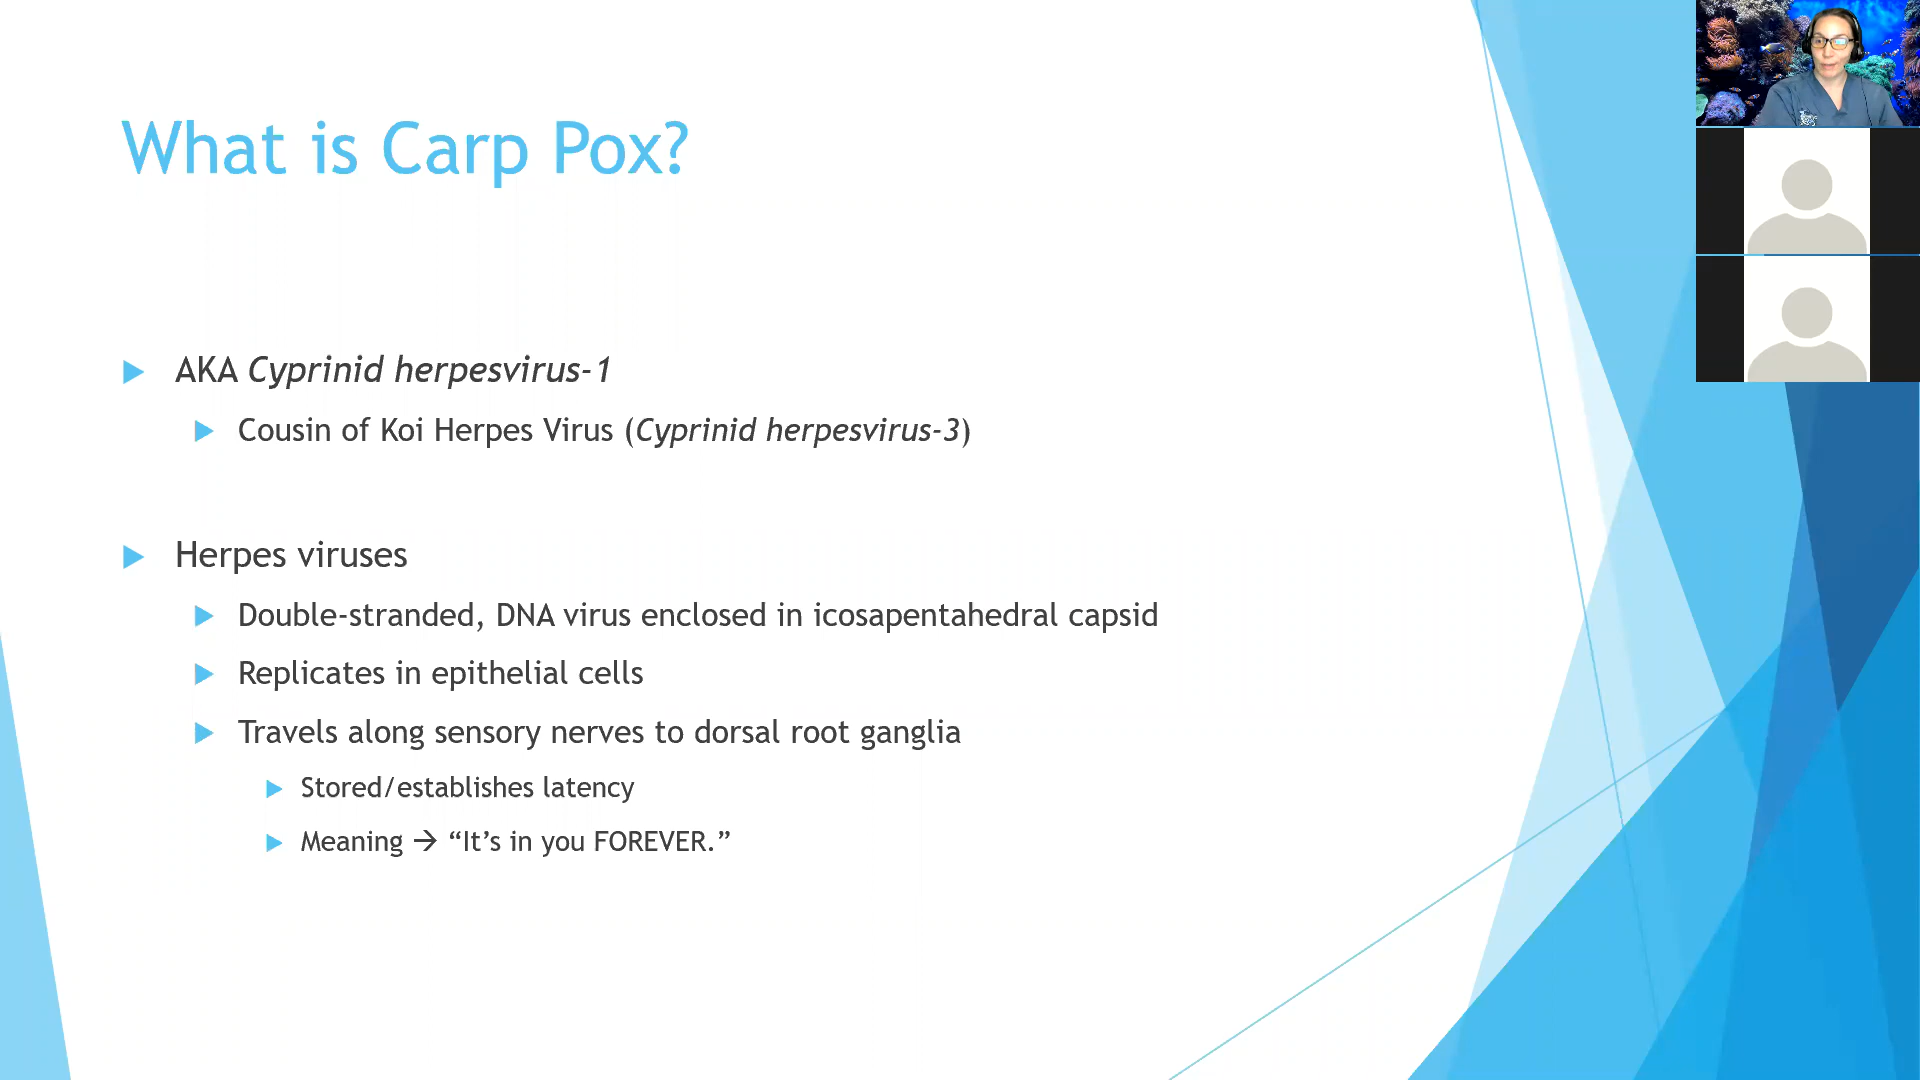 What is Carp Pox?
AKA Cyprinid herpesvirus-1
Cousin of Koi Herpes Virus (Cyprinid herpesvirus-3)
Herpes viruses
Double-stranded, DNA virus enclosed in icosapentahedral capsid
Replicates in epithelial cells
Travels along sensory nerves to dorsal root ganglia
Stored/establishes latency
Meaning → “It’s in you FOREVER.”